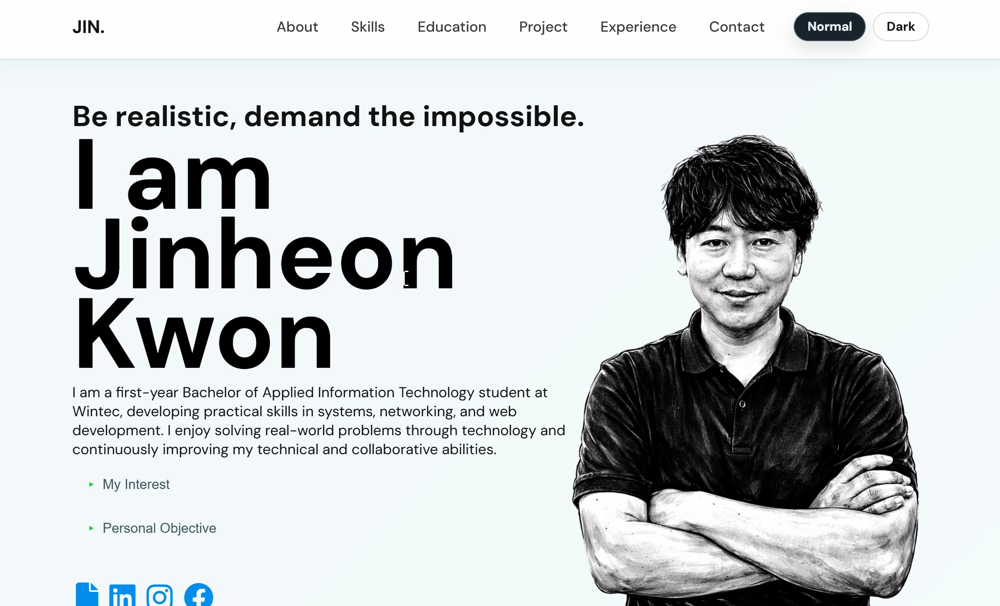 JIN.
About Skills Education Project Experience Contact Normal Dark
Be realistic, demand the impossible.
I am
Jinheon
Kwon
I am a first-year Bachelor of Applied Information Technology student at
Wintec, developing practical skills in systems, networking, and web
development. I enjoy solving real-world problems through technology and
continuously improving my technical and collaborative abilities.
My Interest
Personal Objective
in